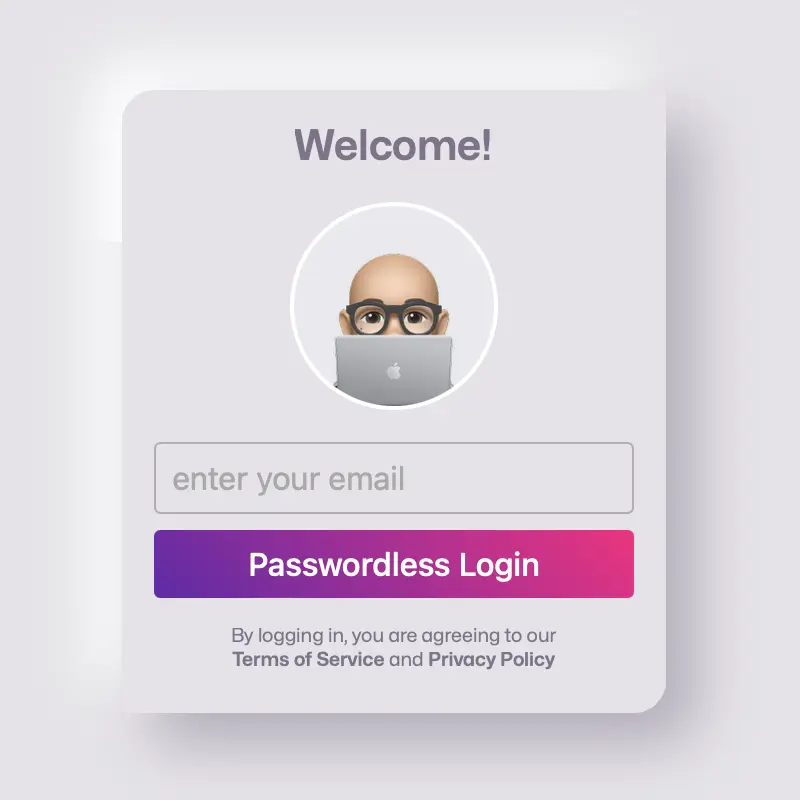 Welcome!
enter your email
Passwordless Login
By logging in, you are agreeing to our
Terms of Service and Privacy Policy